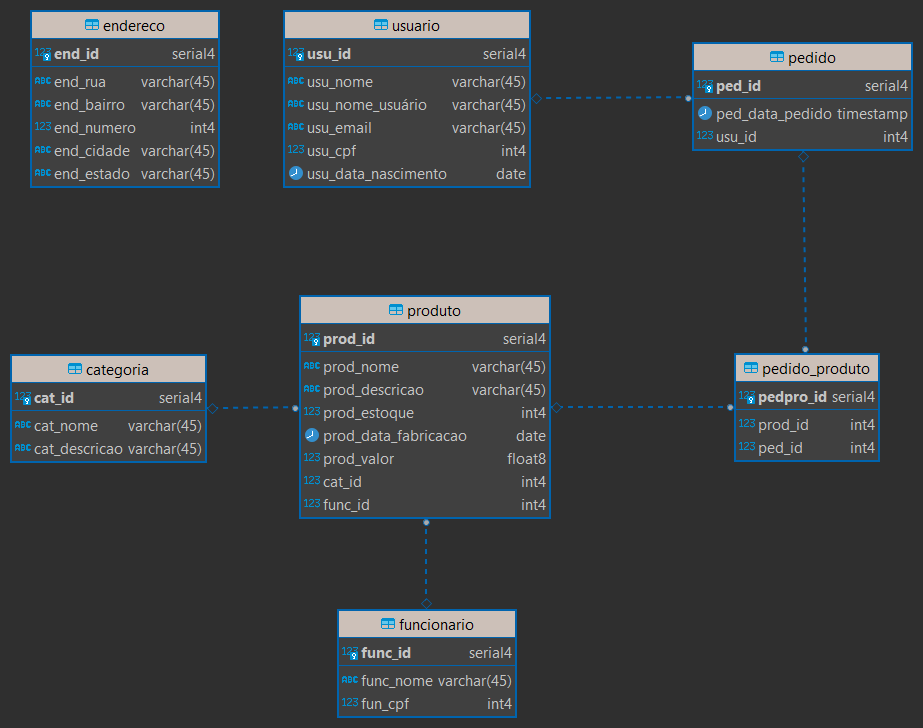 endereco
end_id serial4
end_rua varchar(45)
end_bairro varchar(45)
end_numero int4
end_cidade varchar(45)
end_estado varchar(45)
usuario
usu_id serial4
usu_nome varchar(45)
usu_nome_usuário varchar(45)
usu_email varchar(45)
usu_cpf int4
usu_data_nascimento date
pedido
ped_id serial4
ped_data_pedido timestamp
usu_id int4
categoria
cat_id serial4
cat_nome varchar(45)
cat_descricao varchar(45)
produto
prod_id serial4
prod_nome varchar(45)
prod_descricao varchar(45)
prod_estoque int4
prod_data_fabricacao date
prod_valor float8
cat_id int4
func_id int4
pedido_produto
pedpro_id serial4
prod_id int4
ped_id int4
funcionario
func_id serial4
func_nome varchar(45)
fun_cpf int4